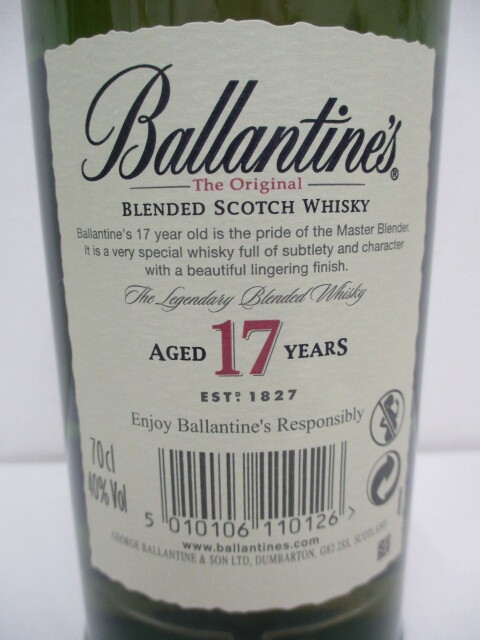 Ballantine's®
The Original
BLENDED SCOTCH WHISKY
Ballantine's 17 year old is the pride of the Master Blender.
It is a very special whisky full of subtlety and character
with a beautiful lingering finish.
The Legendary Blended Whisky
AGED 17 YEARS
ESTD 1827
Enjoy Ballantine's Responsibly
70cl
40% Vol
5 010106 110126 >
www.ballantines.com
GEORGE BALLANTINE & SON LTD, DUMBARTON, G82 2SS, SCOTLAND